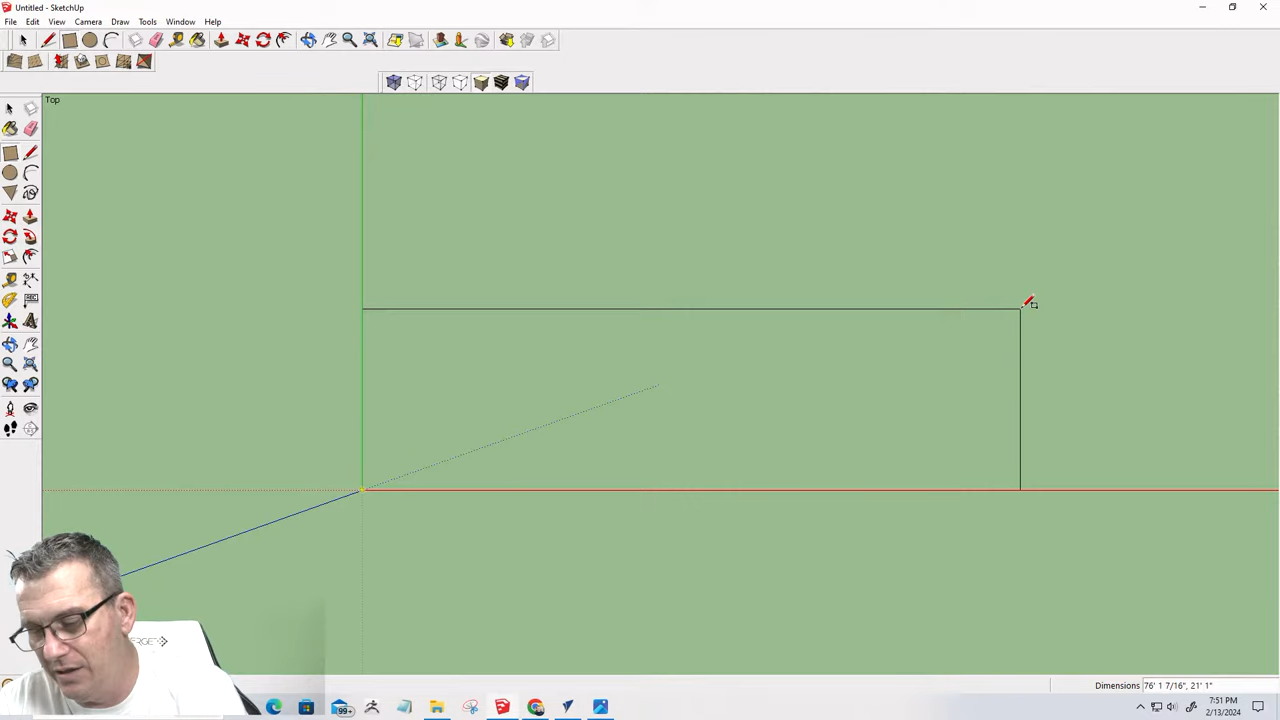 Untitled - SketchUp
File Edit View Camera Draw Tools Window Help
Top
Dimensions 76' 1 7/16", 21' 1"
99+
7:51 PM
2/13/2024